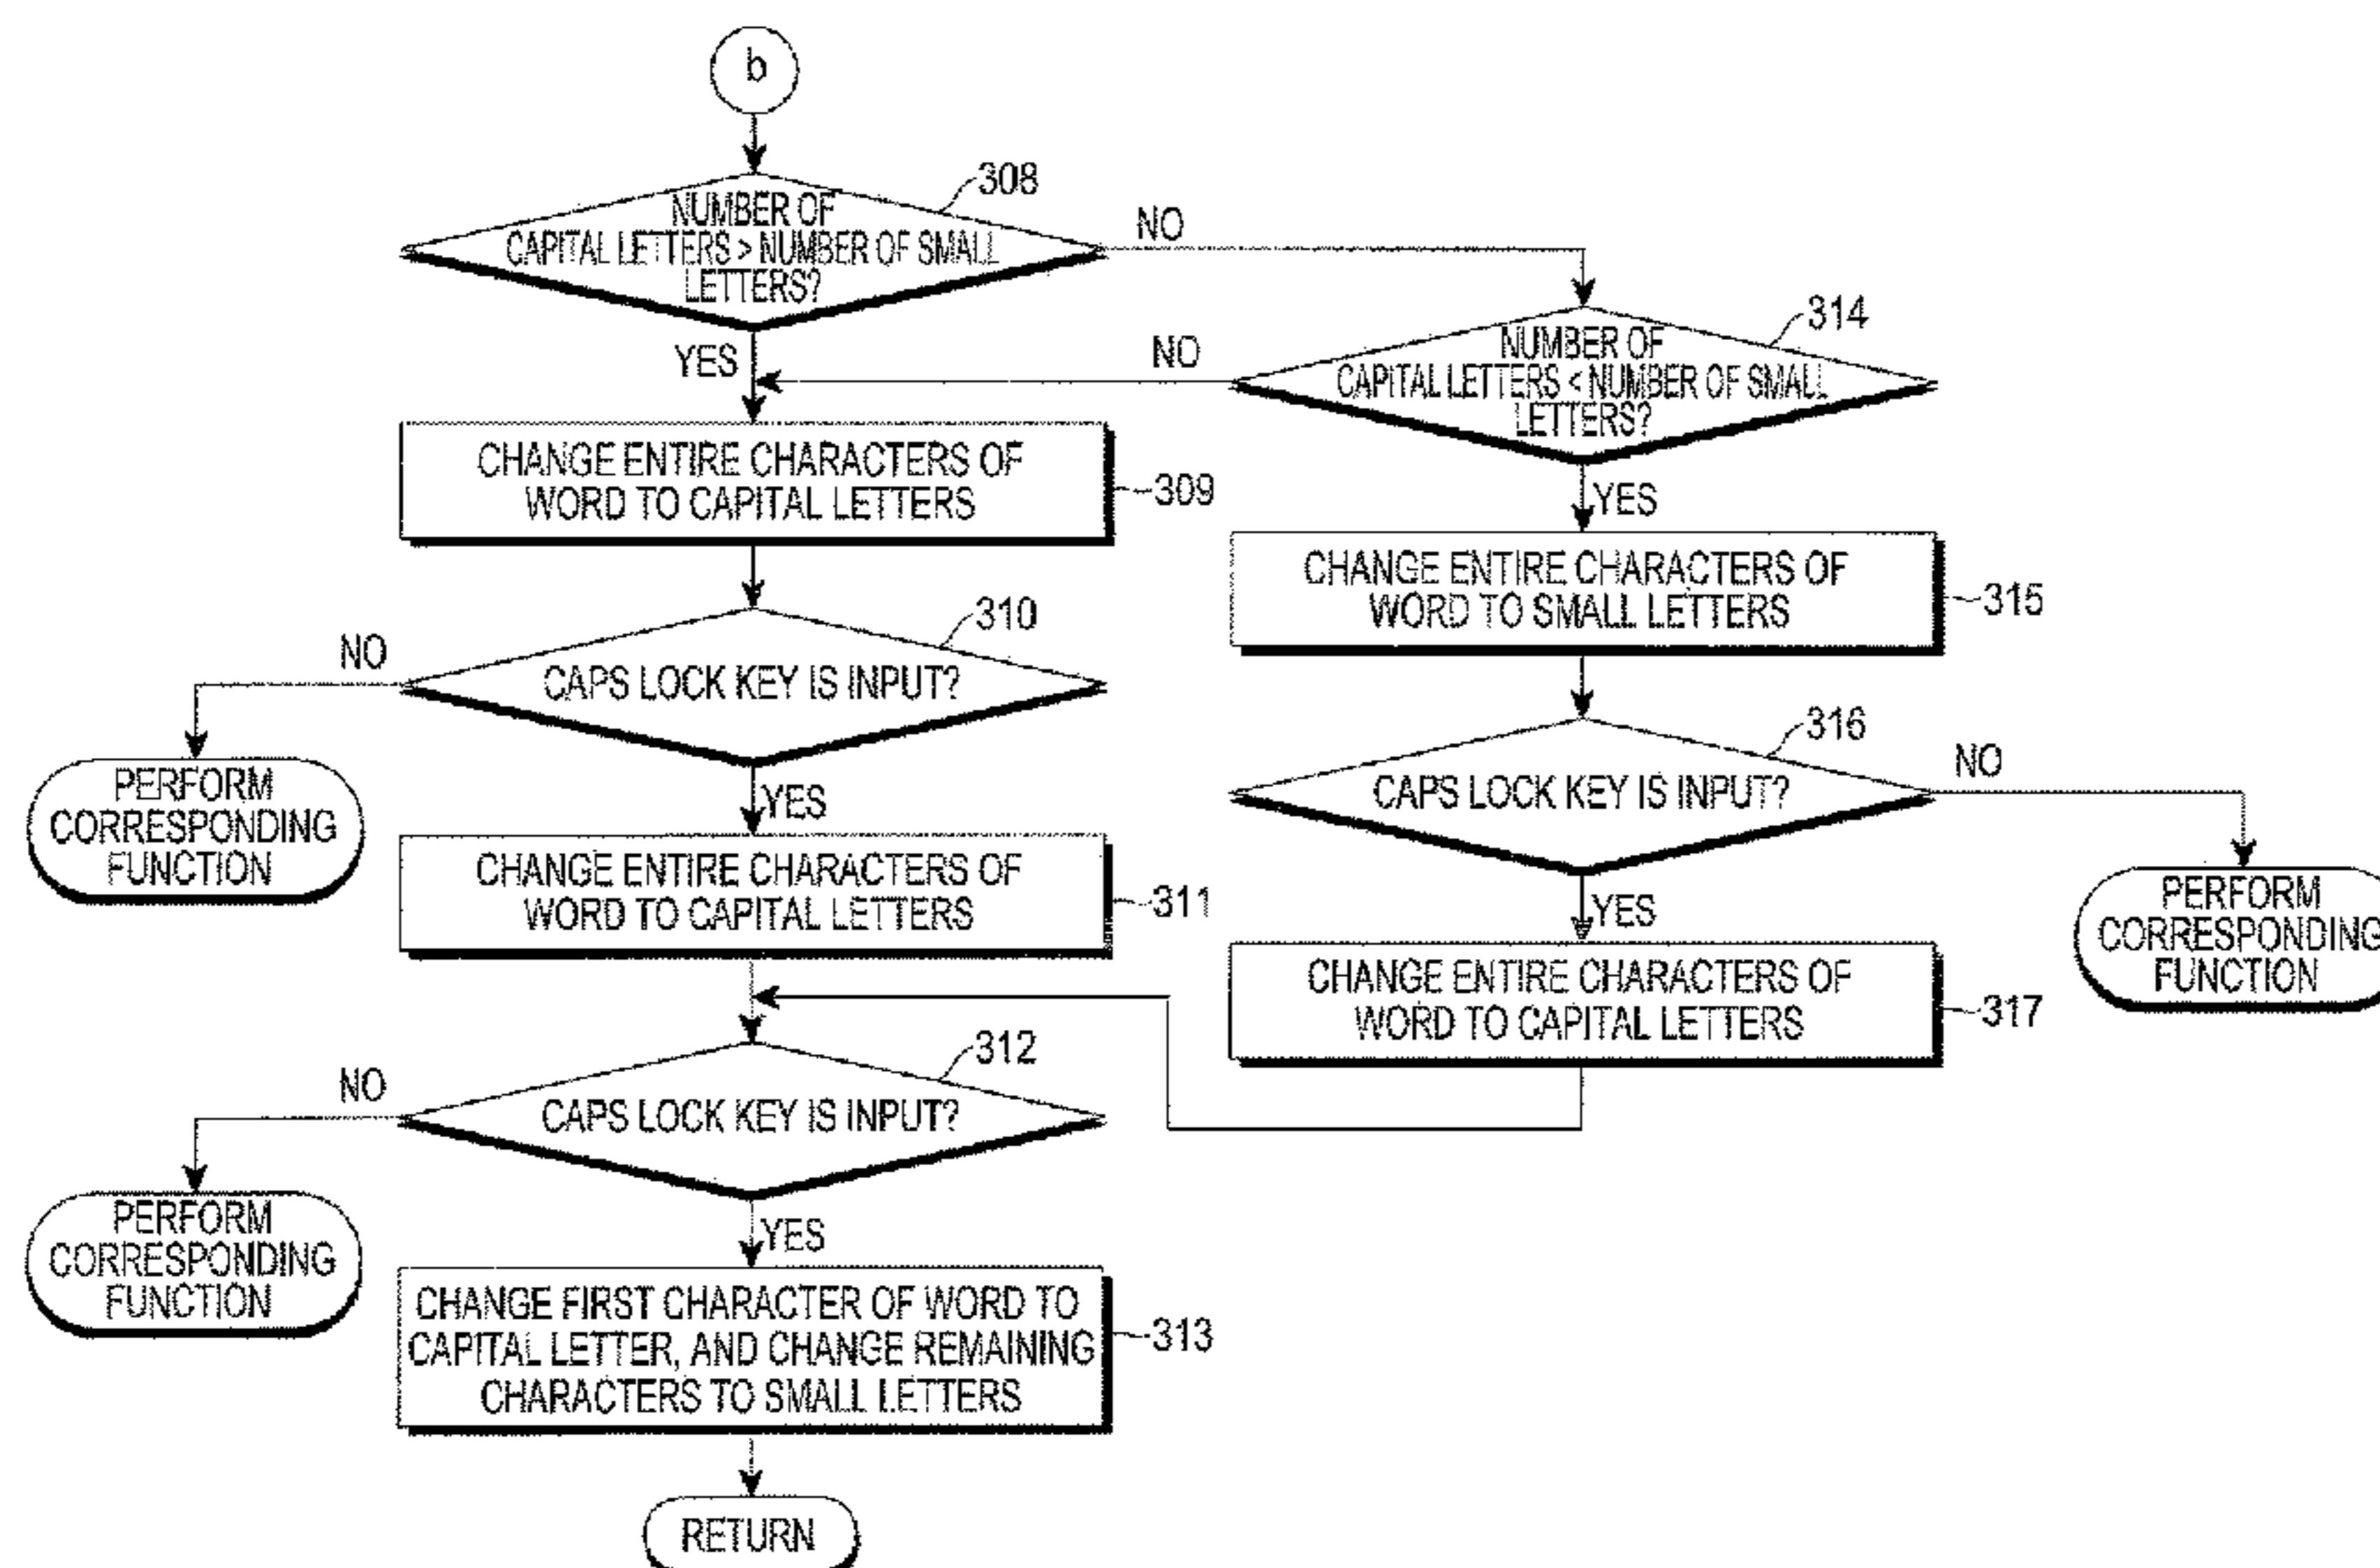 b
308
NUMBER OF
CAPITAL LETTERS > NUMBER OF SMALL
LETTERS?
NO
YES
314
NUMBER OF
CAPITAL LETTERS < NUMBER OF SMALL
LETTERS?
NO
YES
CHANGE ENTIRE CHARACTERS OF
WORD TO CAPITAL LETTERS
309
CHANGE ENTIRE CHARACTERS OF
WORD TO SMALL LETTERS
315
310
CAPS LOCK KEY IS INPUT?
NO
YES
PERFORM
CORRESPONDING
FUNCTION
316
CAPS LOCK KEY IS INPUT?
NO
YES
PERFORM
CORRESPONDING
FUNCTION
CHANGE ENTIRE CHARACTERS OF
WORD TO CAPITAL LETTERS
311
CHANGE ENTIRE CHARACTERS OF
WORD TO CAPITAL LETTERS
317
312
CAPS LOCK KEY IS INPUT?
NO
YES
PERFORM
CORRESPONDING
FUNCTION
CHANGE FIRST CHARACTER OF WORD TO
CAPITAL LETTER, AND CHANGE REMAINING
CHARACTERS TO SMALL LETTERS
313
RETURN